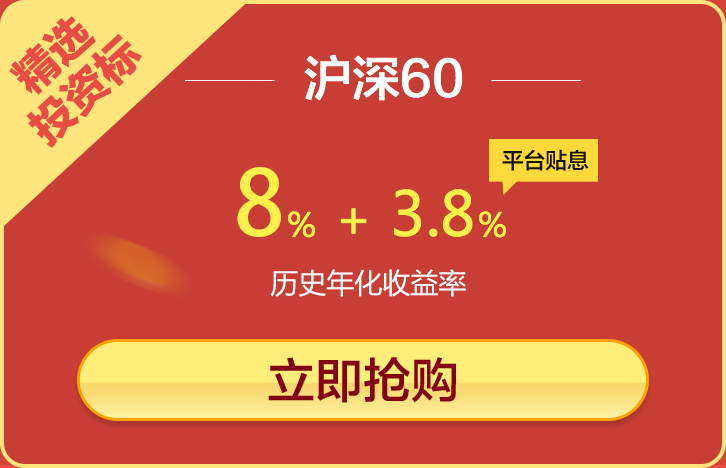 精选
投资标
沪深60
平台贴息
8% + 3.8%
历史年化收益率
立即抢购